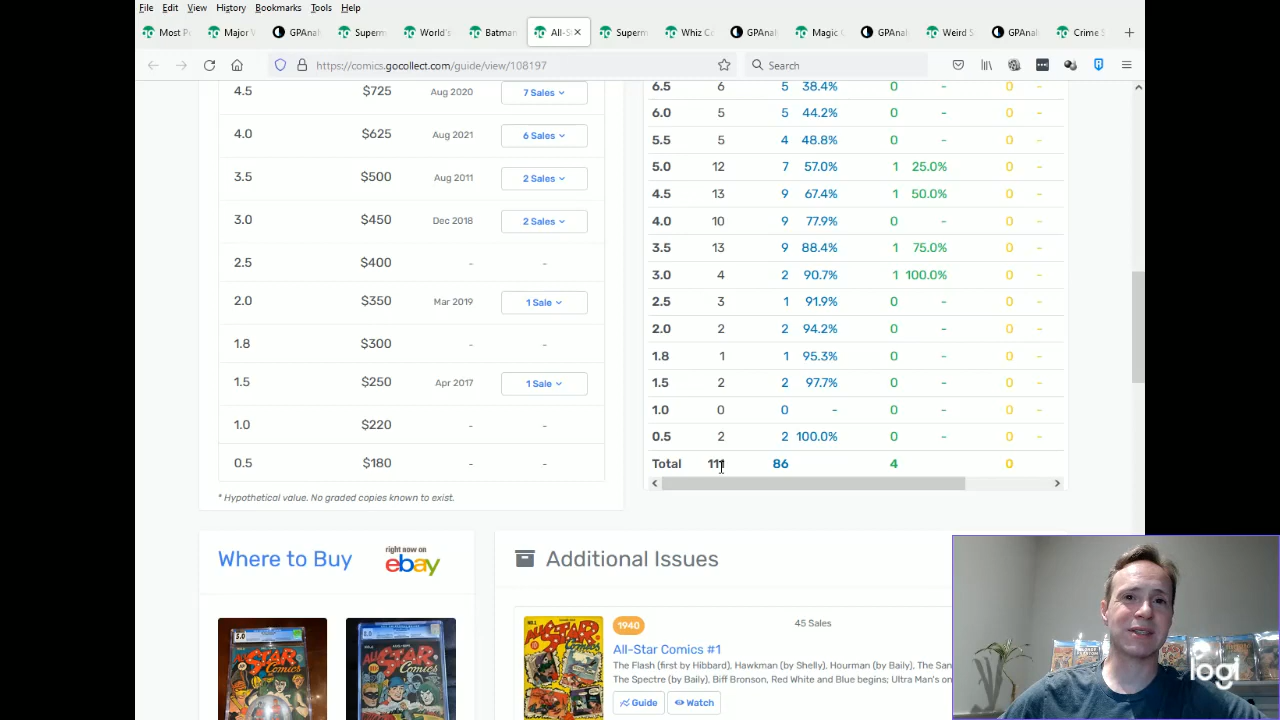 File Edit View History Bookmarks Tools Help
Most P Major V GPAnal Superm World's Batman All-S Superm Whiz Co GPAnal Magic C GPAnal Weird S GPAnal Crime S
https://comics.gocollect.com/guide/view/108197 Search
4.5 $725 Aug 2020 7 Sales
4.0 $625 Aug 2021 6 Sales
3.5 $500 Aug 2011 2 Sales
3.0 $450 Dec 2018 2 Sales
2.5 $400 - -
2.0 $350 Mar 2019 1 Sale
1.8 $300 - -
1.5 $250 Apr 2017 1 Sale
1.0 $220 - -
0.5 $180 - -
* Hypothetical value. No graded copies known to exist.
6.5 6 5 38.4% 0 - 0 -
6.0 5 5 44.2% 0 - 0 -
5.5 5 4 48.8% 0 - 0 -
5.0 12 7 57.0% 1 25.0% 0 -
4.5 13 9 67.4% 1 50.0% 0 -
4.0 10 9 77.9% 0 - 0 -
3.5 13 9 88.4% 1 75.0% 0 -
3.0 4 2 90.7% 1 100.0% 0 -
2.5 3 1 91.9% 0 - 0 -
2.0 2 2 94.2% 0 - 0 -
1.8 1 1 95.3% 0 - 0 -
1.5 2 2 97.7% 0 - 0 -
1.0 0 0 - 0 - 0 -
0.5 2 2 100.0% 0 - 0 -
Total 111 86 4 0
Where to Buy
right now on
ebay
5.0
ALL STAR
Comics
ALL STAR
Comics
Additional Issues
ALL STAR
Comics
1940 45 Sales
All-Star Comics #1
The Flash (first by Hibbard), Hawkman (by Shelly), Hourman (by Baily), The San
The Spectre (by Baily). Biff Bronson, Red White and Blue begins; Ultra Man's on
Guide Watch
logi